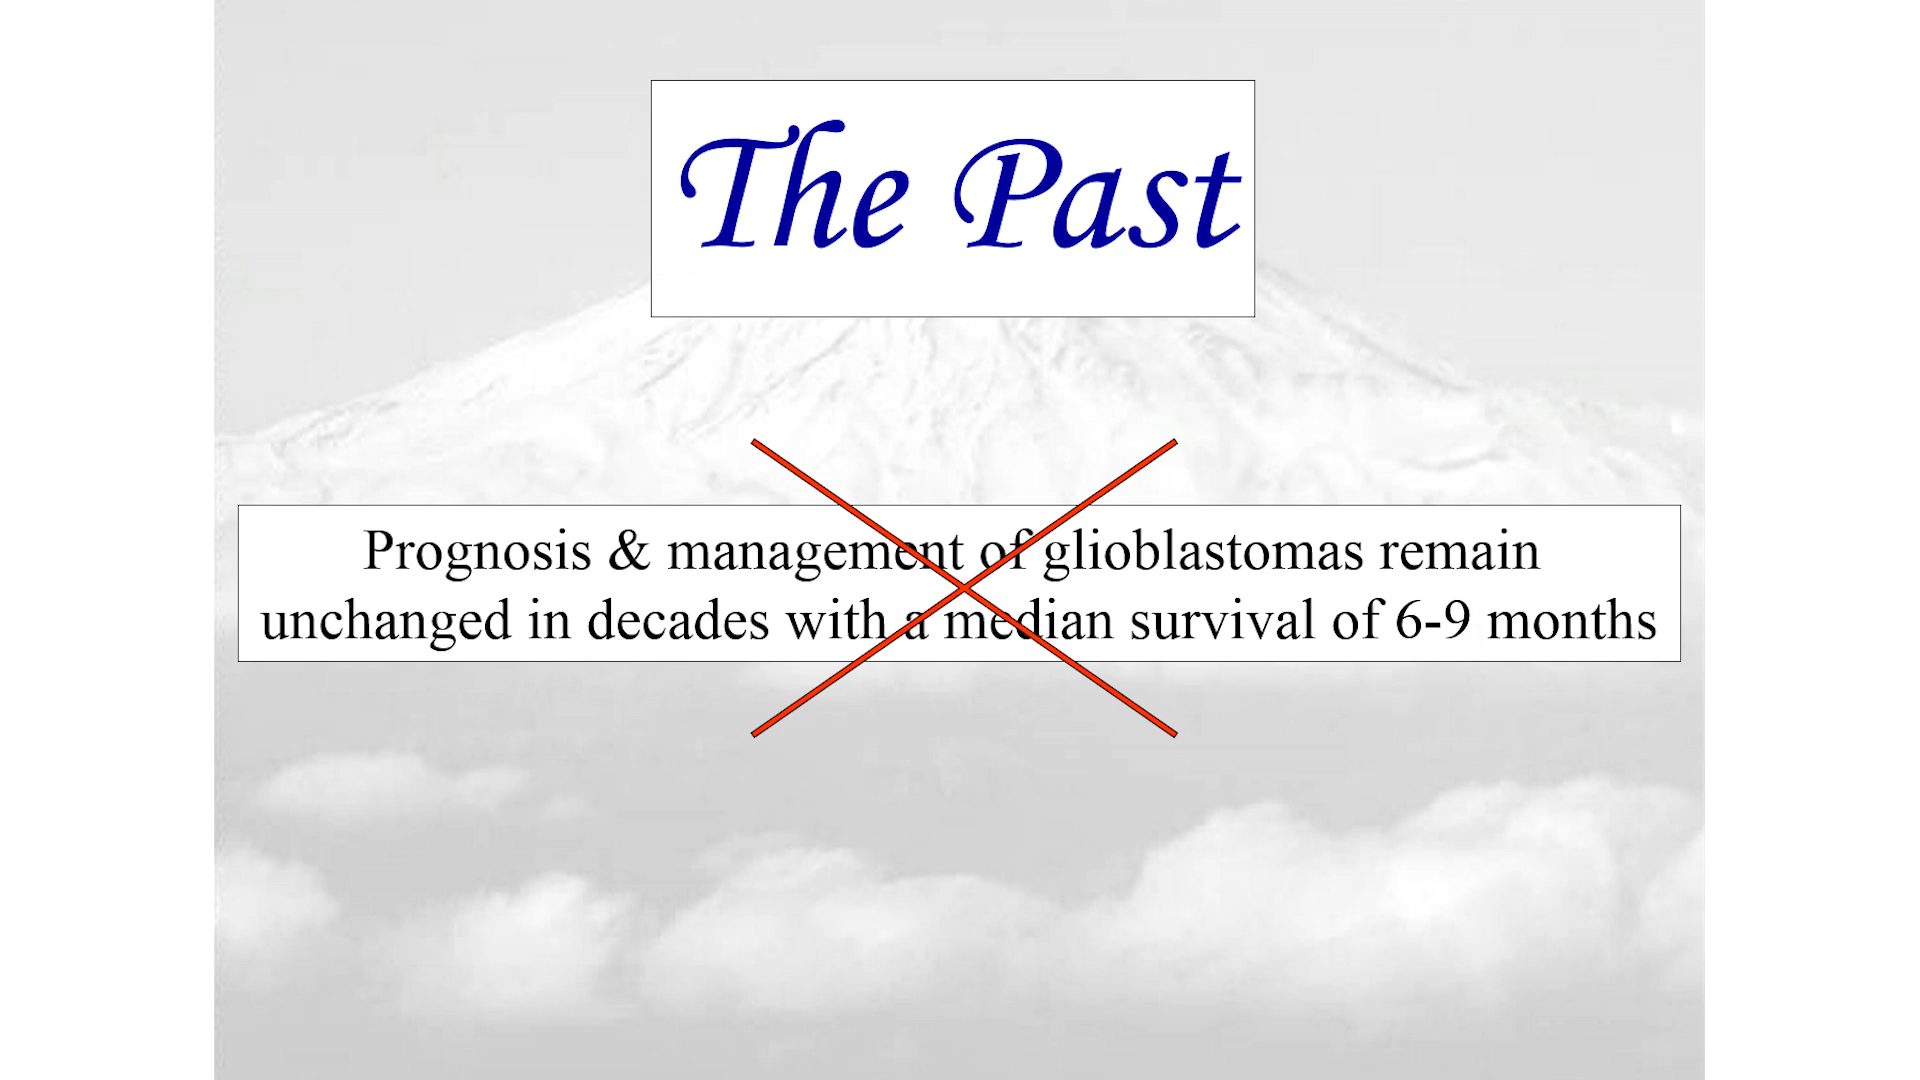 The Past
Prognosis & management of glioblastomas remain
unchanged in decades with a median survival of 6-9 months